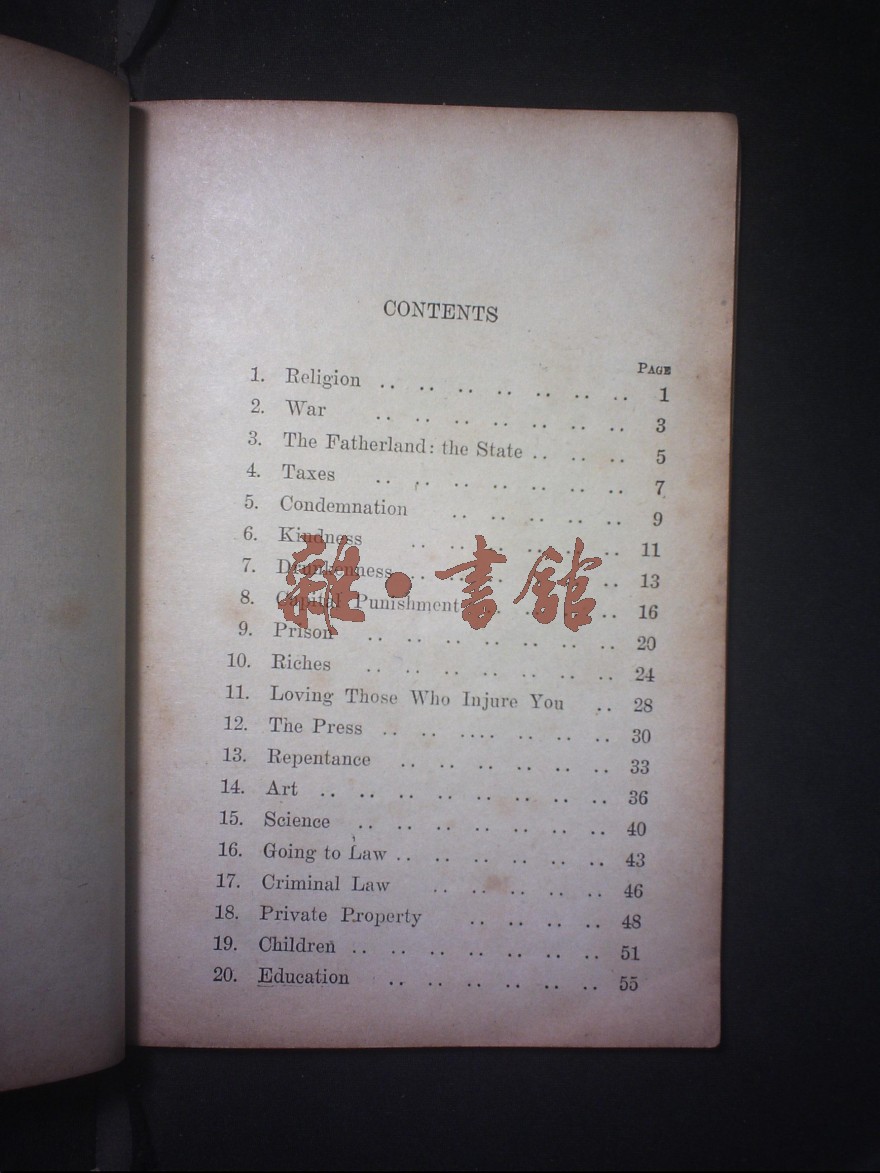 CONTENTS
PAGE
1. Religion .. .. .. .. .. .. .. 1
2. War .. .. .. .. .. .. .. 3
3. The Fatherland: the State .. .. .. 5
4. Taxes .. .. .. .. .. .. .. 7
5. Condemnation .. .. .. .. .. 9
6. Kindness .. .. .. .. .. .. 11
7. Drunkenness .. .. .. .. .. .. 13
8. Capital Punishment .. .. .. .. 16
9. Prison .. .. .. .. .. .. .. 20
10. Riches .. .. .. .. .. .. .. 24
11. Loving Those Who Injure You .. 28
12. The Press .. .. .... .. .. .. 30
13. Repentance .. .. .. .. .. .. 33
14. Art .. .. .. .. .. .. .. .. 36
15. Science .. .. .. .. .. .. .. 40
16. Going to Law .. .. .. .. .. .. 43
17. Criminal Law .. .. .. .. .. 46
18. Private Property .. .. .. .. 48
19. Children .. .. .. .. .. .. .. 51
20. Education .. .. .. .. .. .. 55
雜·書館